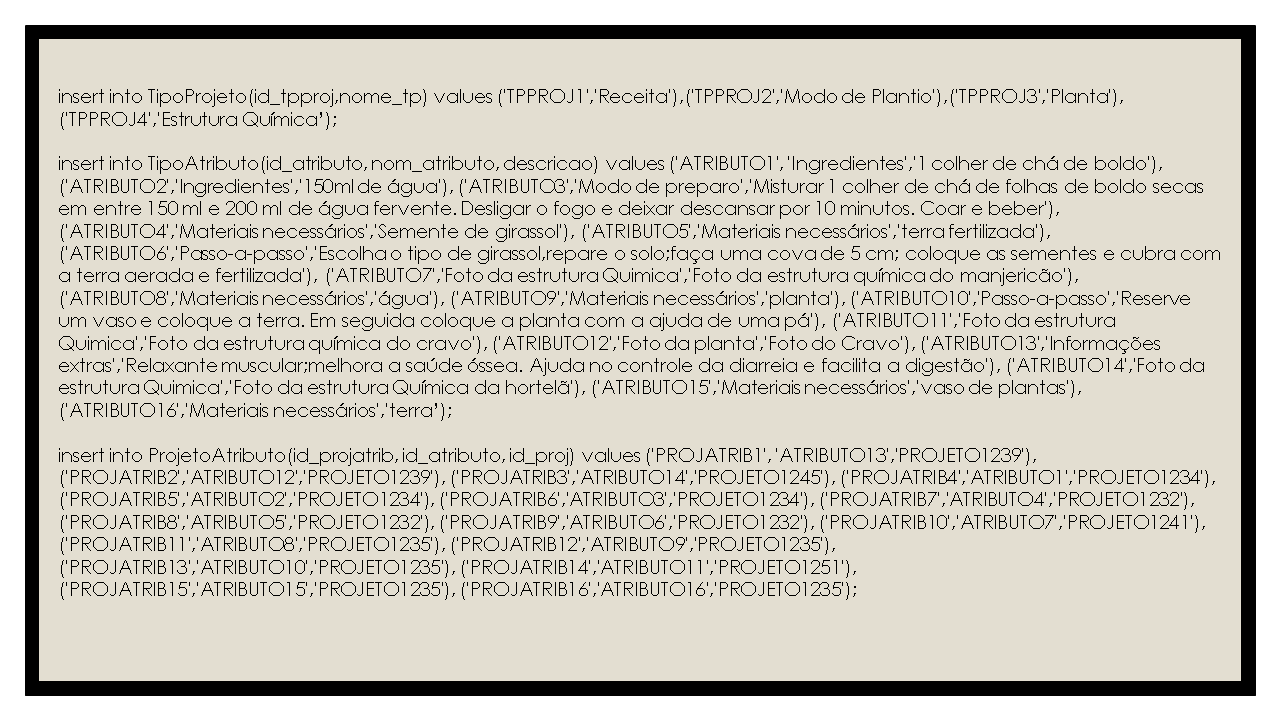 insert into TipoProjeto(id_tpproj,nome_tp) values ('TPPROJ1','Receita'),('TPPROJ2','Modo de Plantio'),('TPPROJ3','Planta'),
('TPPROJ4','Estrutura Química’);
insert into TipoAtributo(id_atributo, nom_atributo, descricao) values ('ATRIBUTO1', 'Ingredientes','1 colher de chá de boldo'),
('ATRIBUTO2','Ingredientes','150ml de água'), ('ATRIBUTO3','Modo de preparo','Misturar 1 colher de chá de folhas de boldo secas
em entre 150 ml e 200 ml de água fervente. Desligar o fogo e deixar descansar por 10 minutos. Coar e beber'),
('ATRIBUTO4','Materiais necessários','Semente de girassol'), ('ATRIBUTO5','Materiais necessários','terra fertilizada'),
('ATRIBUTO6','Passo-a-passo','Escolha o tipo de girassol,repare o solo;faça uma cova de 5 cm; coloque as sementes e cubra com
a terra aerada e fertilizada'), ('ATRIBUTO7','Foto da estrutura Quimica','Foto da estrutura química do manjericão'),
('ATRIBUTO8','Materiais necessários','água'), ('ATRIBUTO9','Materiais necessários','planta'), ('ATRIBUTO10','Passo-a-passo','Reserve
um vaso e coloque a terra. Em seguida coloque a planta com a ajuda de uma pá'), ('ATRIBUTO11','Foto da estrutura
Quimica','Foto da estrutura química do cravo'), ('ATRIBUTO12','Foto da planta','Foto do Cravo'), ('ATRIBUTO13','Informações
extras','Relaxante muscular;melhora a saúde óssea. Ajuda no controle da diarreia e facilita a digestão'), ('ATRIBUTO14','Foto da
estrutura Quimica','Foto da estrutura Química da hortelã'), ('ATRIBUTO15','Materiais necessários','vaso de plantas'),
('ATRIBUTO16','Materiais necessários','terra’);
insert into ProjetoAtributo(id_projatrib, id_atributo, id_proj) values ('PROJATRIB1', 'ATRIBUTO13','PROJETO1239'),
('PROJATRIB2','ATRIBUTO12','PROJETO1239'), ('PROJATRIB3','ATRIBUTO14','PROJETO1245'), ('PROJATRIB4','ATRIBUTO1','PROJETO1234'),
('PROJATRIB5','ATRIBUTO2','PROJETO1234'), ('PROJATRIB6','ATRIBUTO3','PROJETO1234'), ('PROJATRIB7','ATRIBUTO4','PROJETO1232'),
('PROJATRIB8','ATRIBUTO5','PROJETO1232'), ('PROJATRIB9','ATRIBUTO6','PROJETO1232'), ('PROJATRIB10','ATRIBUTO7','PROJETO1241'),
('PROJATRIB11','ATRIBUTO8','PROJETO1235'), ('PROJATRIB12','ATRIBUTO9','PROJETO1235'),
('PROJATRIB13','ATRIBUTO10','PROJETO1235'), ('PROJATRIB14','ATRIBUTO11','PROJETO1251'),
('PROJATRIB15','ATRIBUTO15','PROJETO1235'), ('PROJATRIB16','ATRIBUTO16','PROJETO1235');